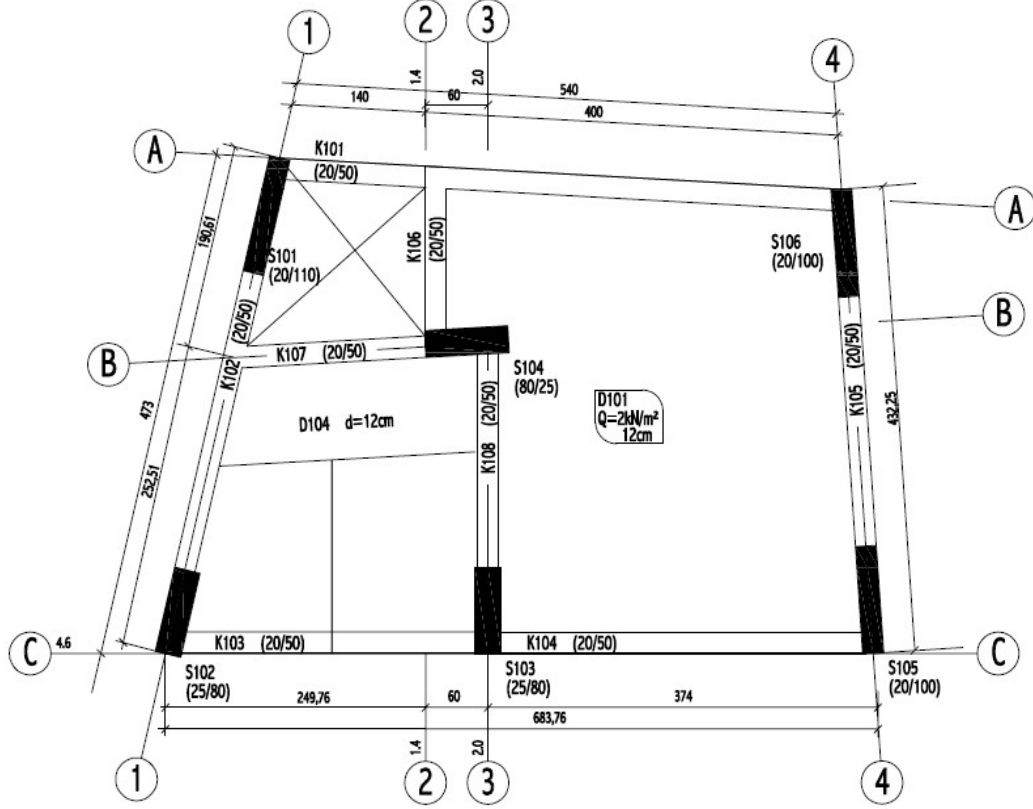 1
2
3
4
1.4
2.0
60
540
140
400
A
K101
(20/50)
190,61
S101
(20/110)
K106
(20/50)
S106
(20/100)
A
B
K107 (20/50)
K102
(20/50)
S104
(80/25)
B
473
252,51
D104 d=12cm
K108
(20/50)
D101
Q=2kN/m²
12cm
K105
(20/50)
432,25
C
4.6
K103 (20/50)
K104 (20/50)
C
S102
(25/80)
S103
(25/80)
S105
(20/100)
249,76
60
374
683,76
1.4
2.0
1
2
3
4